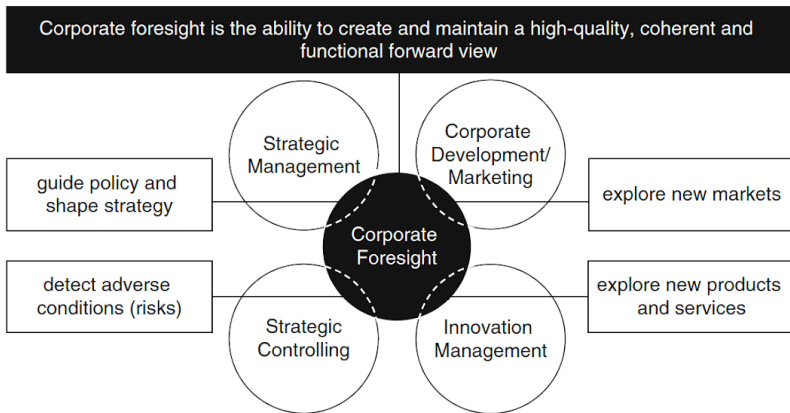 Corporate foresight is the ability to create and maintain a high-quality, coherent and
functional forward view
Strategic
Management
Corporate
Development/
Marketing
guide policy and
shape strategy
explore new markets
Corporate
Foresight
detect adverse
conditions (risks)
explore new products
and services
Strategic
Controlling
Innovation
Management